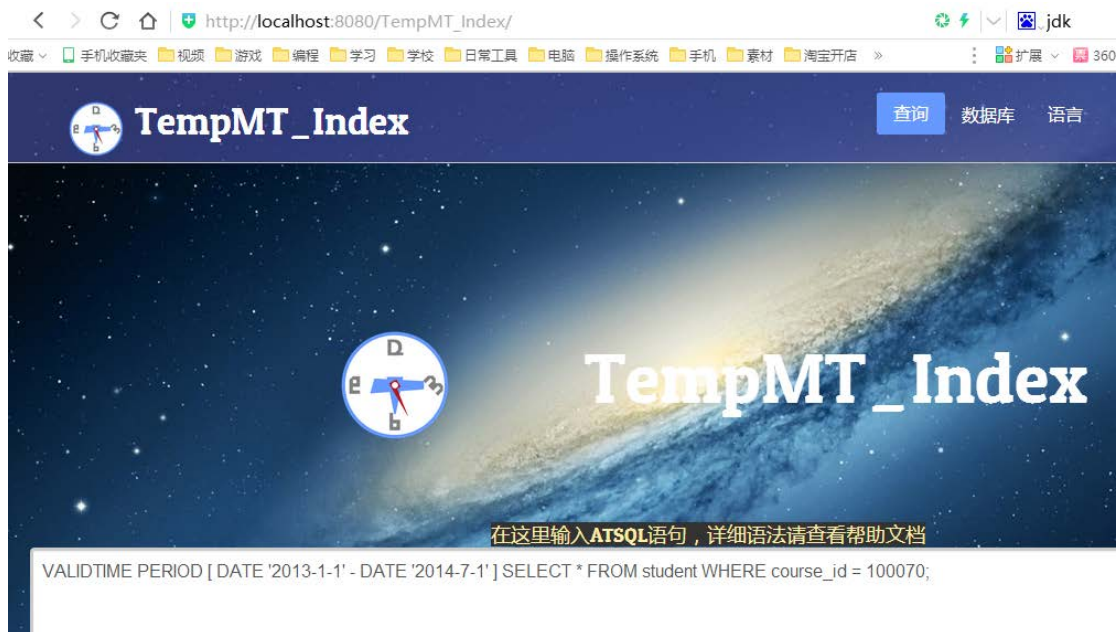 http://localhost:8080/TempMT_Index/
jdk
收藏 手机收藏夹 视频 游戏 编程 学习 学校 日常工具 电脑 操作系统 手机 素材 淘宝开店 » 扩展 360
TempMT_Index
查询 数据库 语言
TempMT_Index
在这里输入ATSQL语句，详细语法请查看帮助文档
VALIDTIME PERIOD [ DATE '2013-1-1' - DATE '2014-7-1' ] SELECT * FROM student WHERE course_id = 100070;